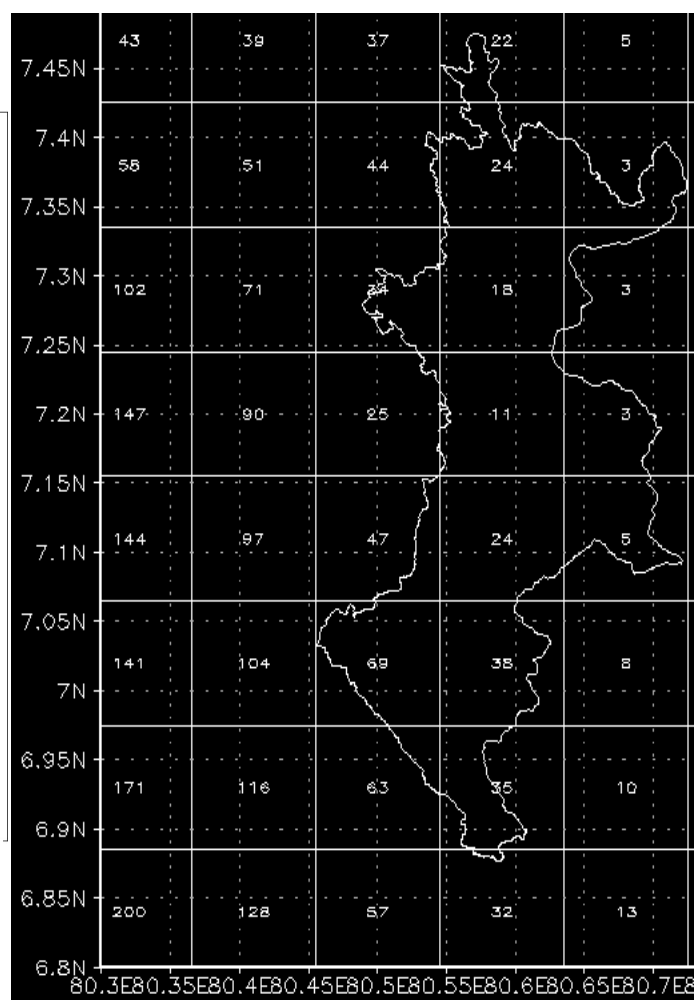 43 39 37 22 5
7.45N
7.4N
58 51 44 24 3
7.35N
7.3N
102 71 34 18 3
7.25N
7.2N
147 90 25 11 3
7.15N
7.1N
144 97 47 24 5
7.05N
141 104 69 38 8
7N
6.95N
171 116 63 35 10
6.9N
6.85N
200 128 57 32 13
6.8N
80.3E80.35E80.4E80.45E80.5E80.55E80.6E80.65E80.7E